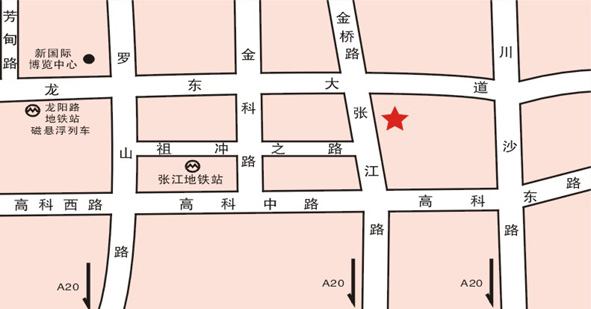 芳甸路
新国际
博览中心
罗山路
金科路
金桥路
川沙路
龙东大道
龙阳路
地铁站
磁悬浮列车
张江路
祖冲之路
张江地铁站
高科西路
高科中路
高科东路
A20
A20
A20